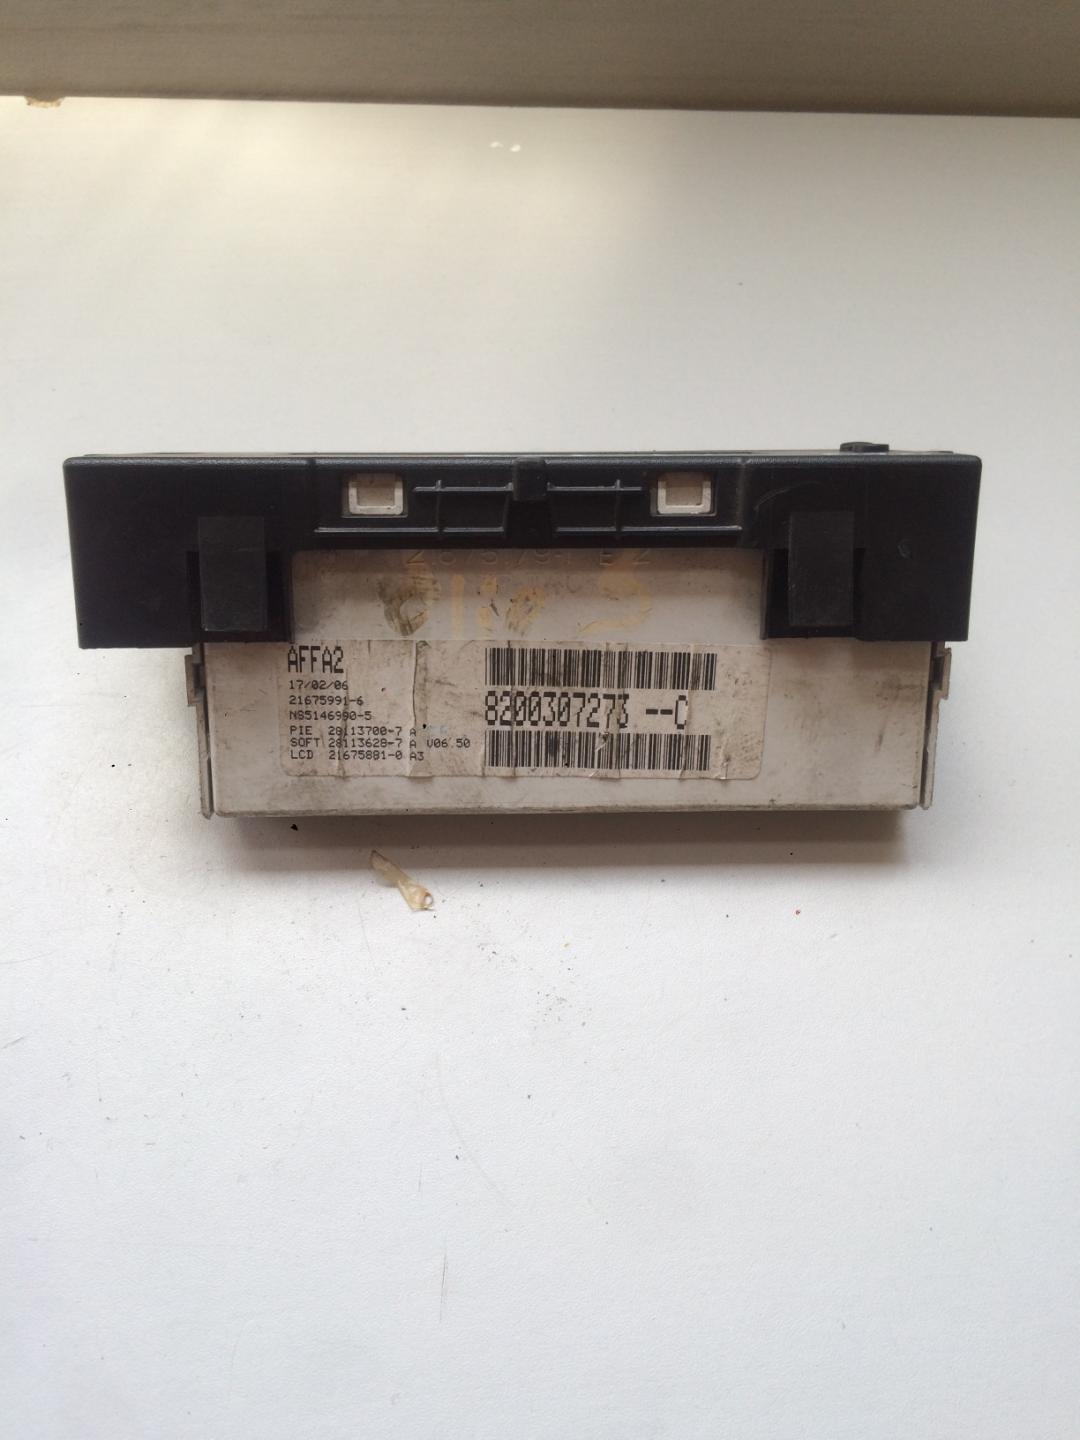 AFFA2
17/02/06
21675991-6
NS5146990-5
PIE 28113700-7 A
SOFT 28113628-7 A V06.50
LCD 21675881-0 A3
8200307273 --C